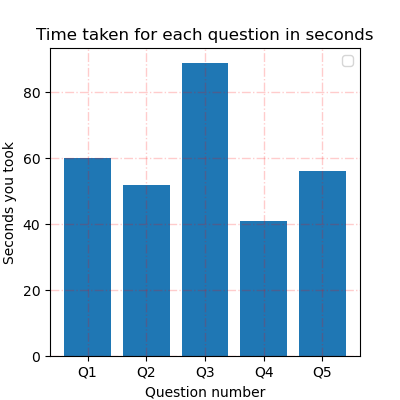 Time taken for each question in seconds
Seconds you took
80
60
40
20
0
Q1 Q2 Q3 Q4 Q5
Question number